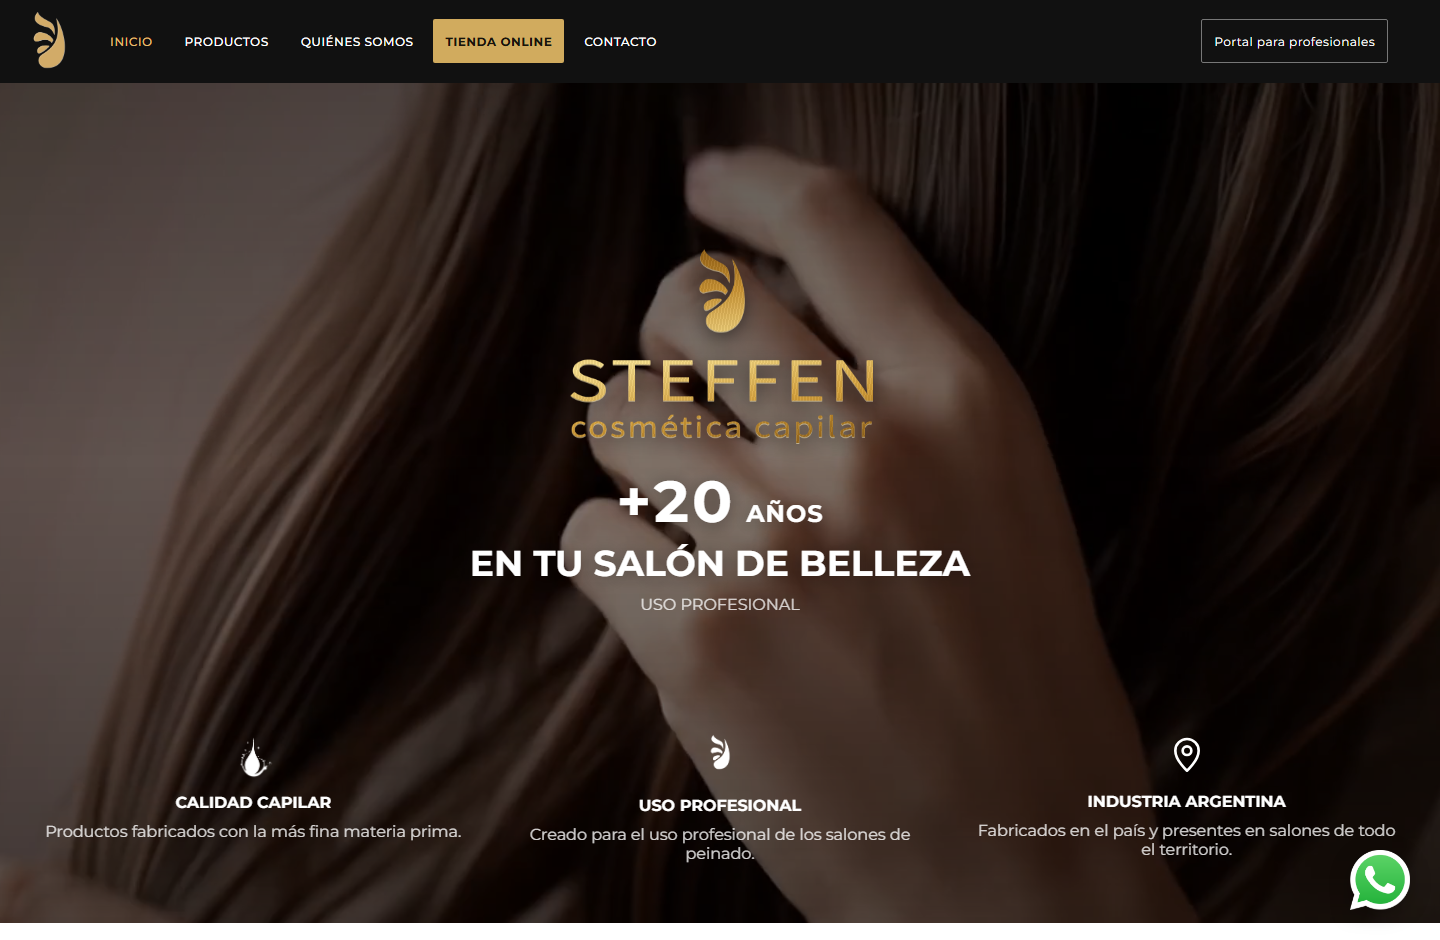 INICIO
PRODUCTOS
QUIÉNES SOMOS
TIENDA ONLINE
CONTACTO
Portal para profesionales
STEFFEN
cosmética capilar
+20 AÑOS
EN TU SALÓN DE BELLEZA
USO PROFESIONAL
CALIDAD CAPILAR
Productos fabricados con la más fina materia prima.
USO PROFESIONAL
Creado para el uso profesional de los salones de
peinado.
INDUSTRIA ARGENTINA
Fabricados en el país y presentes en salones de todo
el territorio.